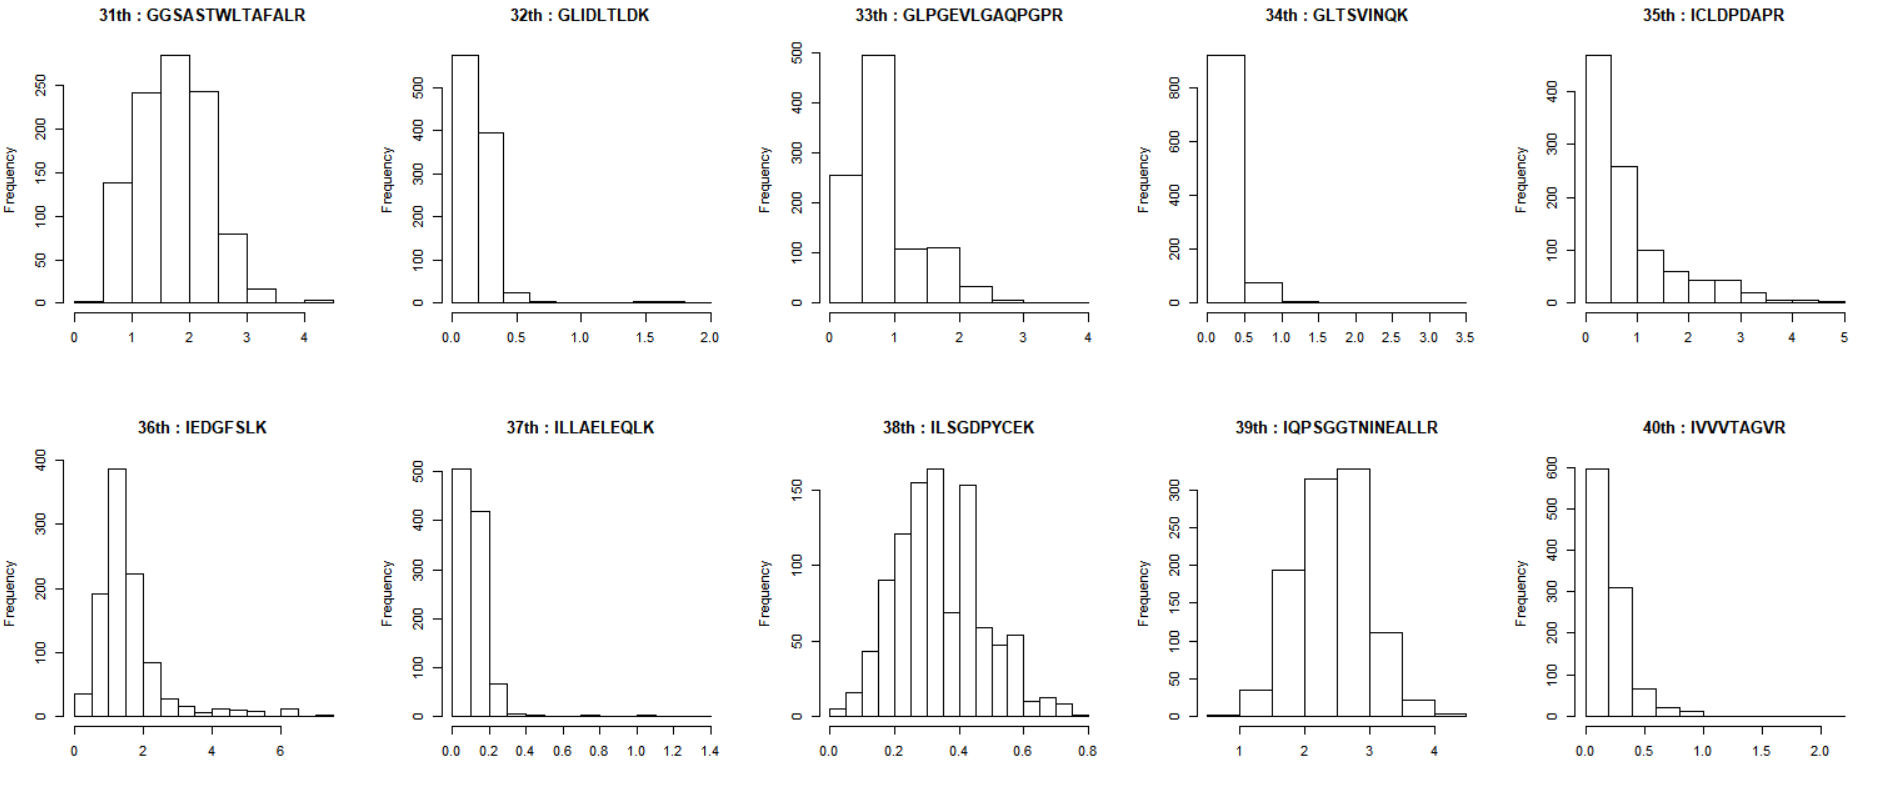 31th : GGSASTWLTAFALR
32th : GLIDLTLDK
33th : GLPGEVLGAQPGPR
34th : GLTSVINQK
35th : ICLDPDAPR
Frequency
0 50 100 150 200 250
0 1 2 3 4
Frequency
0 100 200 300 400 500
0.0 0.5 1.0 1.5 2.0
Frequency
0 100 200 300 400 500
0 1 2 3 4
Frequency
0 200 400 600 800
0.0 0.5 1.0 1.5 2.0 2.5 3.0 3.5
Frequency
0 100 200 300 400
0 1 2 3 4 5
36th : IEDGFSLK
37th : ILLAELEQLK
38th : ILSGDPYCEK
39th : IQPSGGTNINEALLR
40th : IVVVTAGVR
Frequency
0 100 200 300 400
0 2 4 6
Frequency
0 100 200 300 400 500
0.0 0.2 0.4 0.6 0.8 1.0 1.2 1.4
Frequency
0 50 100 150
0.0 0.2 0.4 0.6 0.8
Frequency
0 50 100 150 200 250 300
1 2 3 4
Frequency
0 100 200 300 400 500 600
0.0 0.5 1.0 1.5 2.0